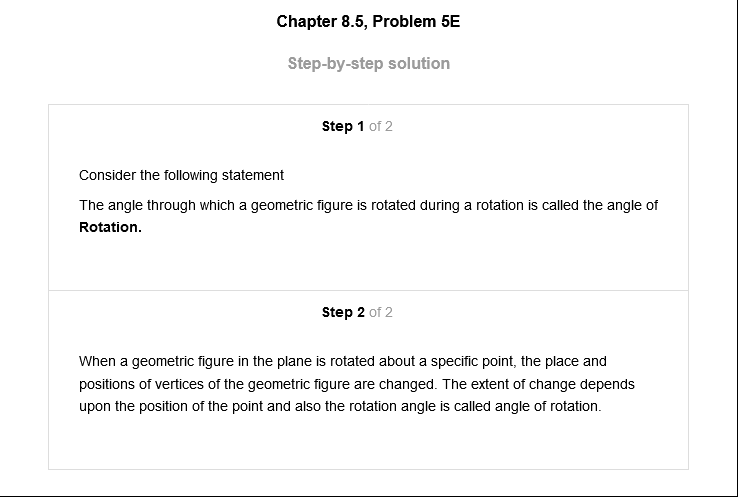 Chapter 8.5, Problem 5E
Step-by-step solution
Step 1 of 2
Consider the following statement
The angle through which a geometric figure is rotated during a rotation is called the angle of
Rotation.
Step 2 of 2
When a geometric figure in the plane is rotated about a specific point, the place and
positions of vertices of the geometric figure are changed. The extent of change depends
upon the position of the point and also the rotation angle is called angle of rotation.